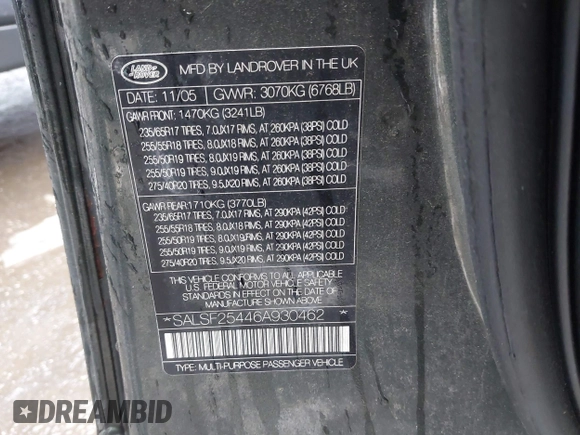 LAND ROVER
MFD BY LANDROVER IN THE UK
DATE: 11/05 GVWR: 3070KG (6768LB)
GAWR FRONT: 1470KG (3241LB)
235/65R17 TIRES, 7.0JX17 RIMS, AT 260KPA (38PSI) COLD
255/55R18 TIRES, 8.0JX18 RIMS, AT 260KPA (38PSI) COLD
255/50R19 TIRES, 8.0JX19 RIMS, AT 260KPA (38PSI) COLD
255/50R19 TIRES, 9.0JX19 RIMS, AT 260KPA (38PSI) COLD
275/40R20 TIRES, 9.5JX20 RIMS, AT 260KPA (38PSI) COLD
GAWR REAR: 1710KG (3770LB)
235/65R17 TIRES, 7.0JX17 RIMS, AT 290KPA (42PSI) COLD
255/55R18 TIRES, 8.0JX18 RIMS, AT 290KPA (42PSI) COLD
255/50R19 TIRES, 8.0JX19 RIMS, AT 290KPA (42PSI) COLD
255/50R19 TIRES, 9.0JX19 RIMS, AT 290KPA (42PSI) COLD
275/40R20 TIRES, 9.5JX20 RIMS, AT 290KPA (42PSI) COLD
THIS VEHICLE CONFORMS TO ALL APPLICABLE
U.S. FEDERAL MOTOR VEHICLE SAFETY
STANDARDS IN EFFECT ON THE DATE OF
MANUFACTURE SHOWN ABOVE
*SALSF25446A930462*
TYPE: MULTI-PURPOSE PASSENGER VEHICLE
DREAMBID